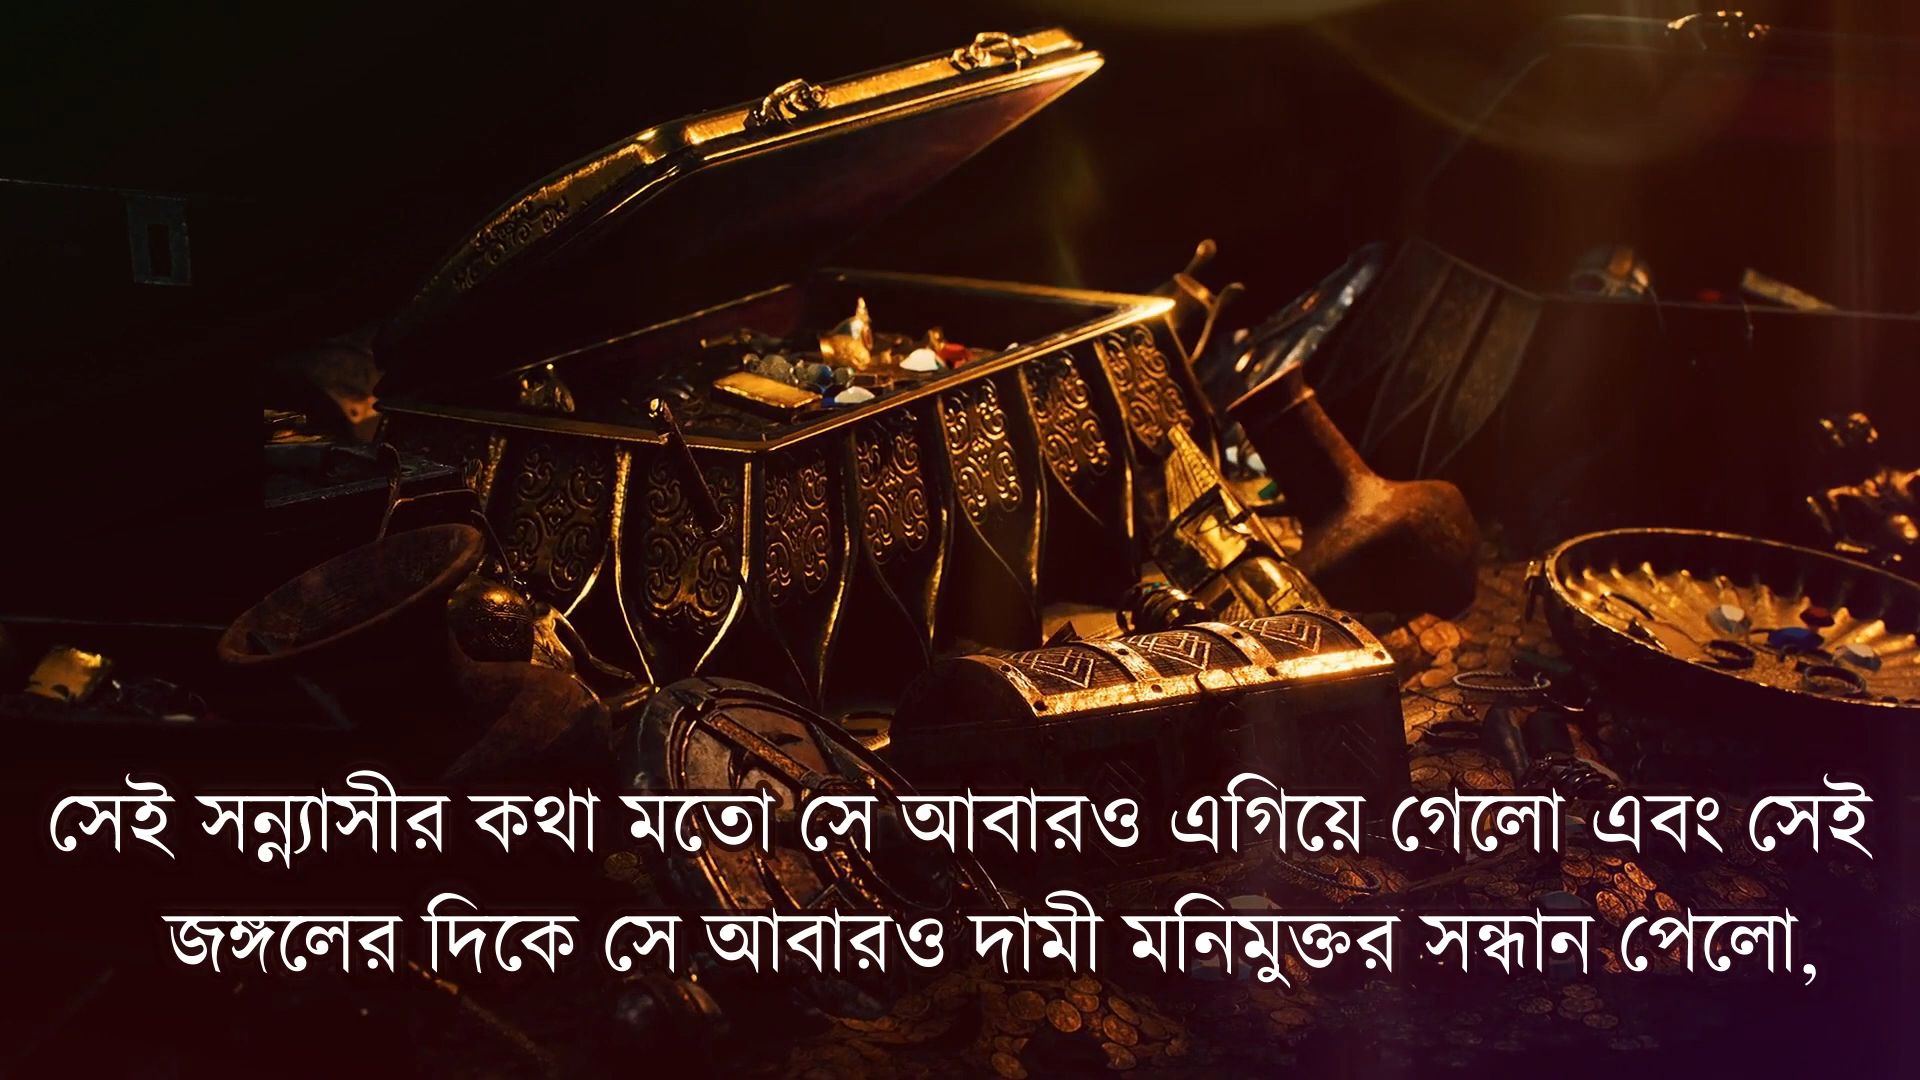 সেই সন্ন্যাসীর কথা মতো সে আবারও এগিয়ে গেলো এবং সেই
জঙ্গলের দিকে সে আবারও দামী মনিমুক্তর সন্ধান পেলো,